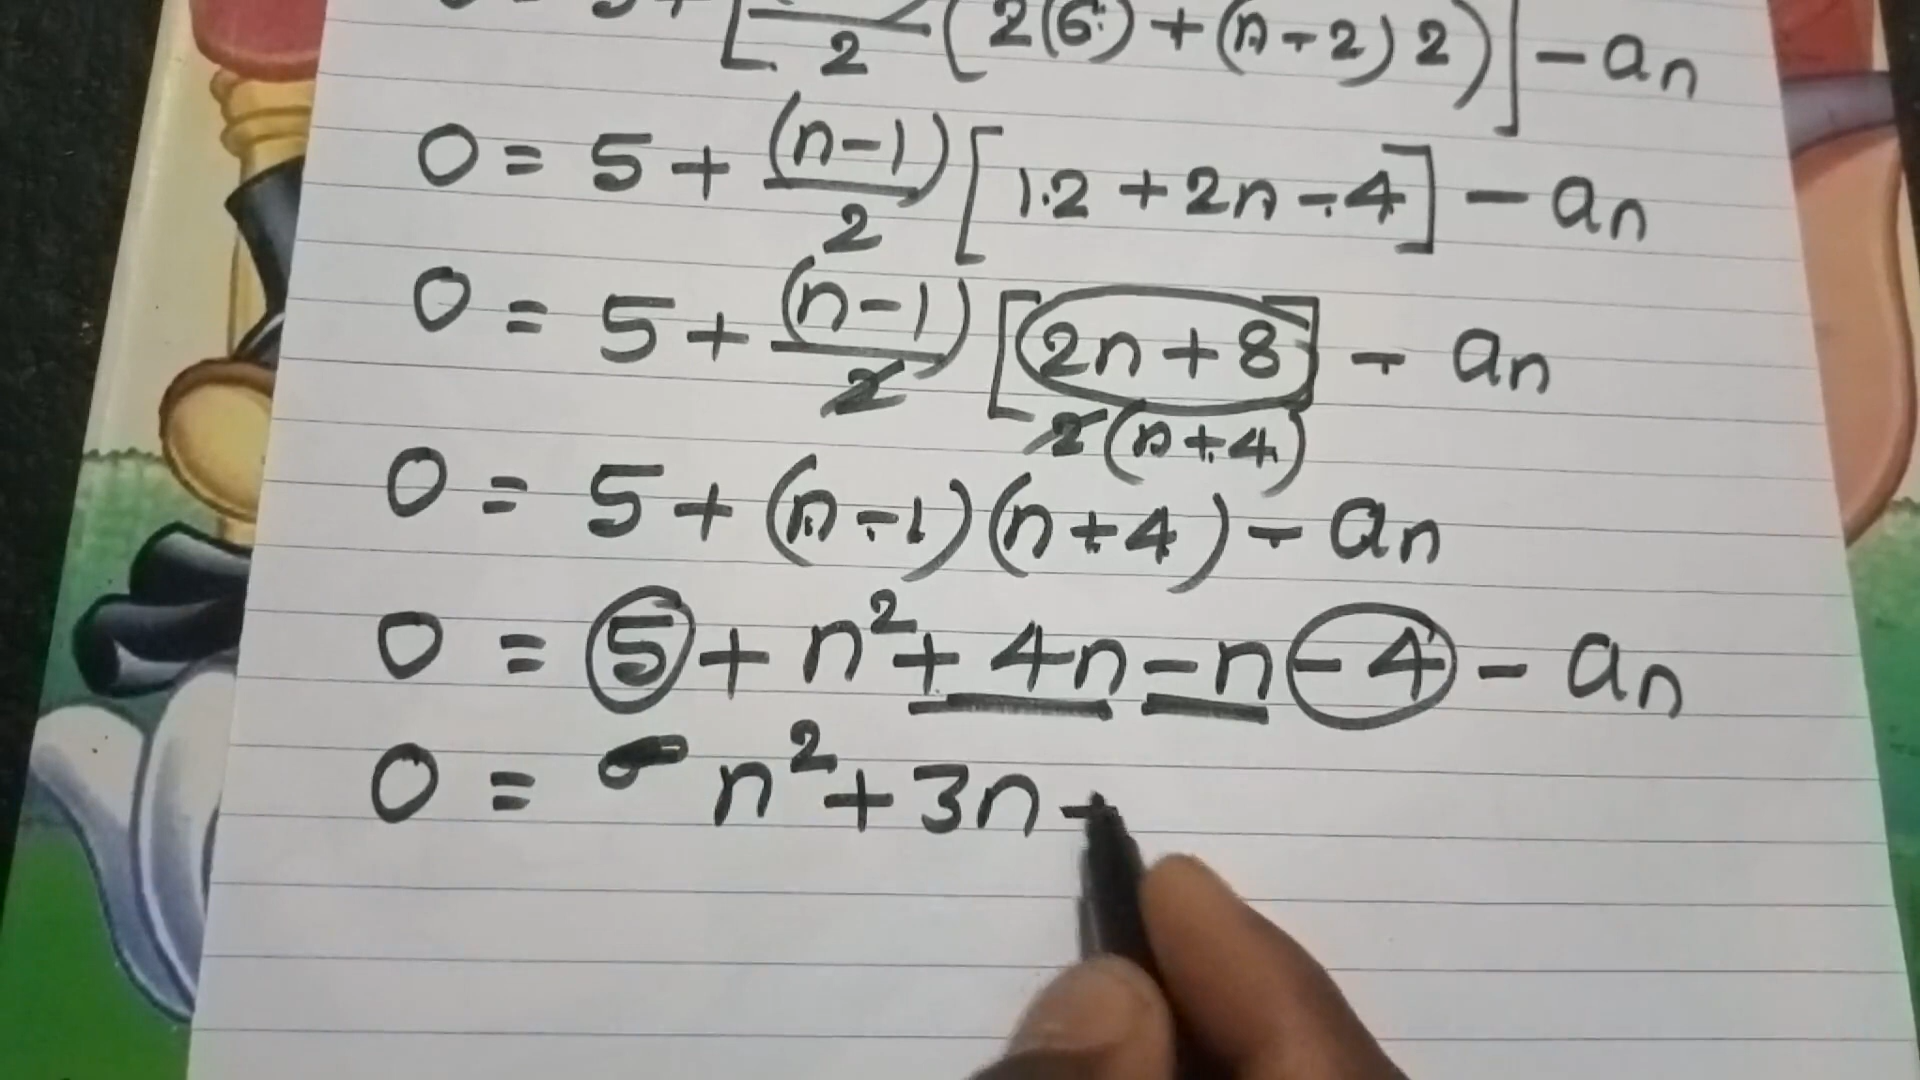 [ / 2 ( 2(6) + (n-2) 2) ] - an
0 = 5 + (n-1)/2 [12 + 2n - 4] - an
0 = 5 + (n-1)/2 [2n + 8] - an
2(n+4)
0 = 5 + (n-1)(n+4) - an
0 = 5 + n² + 4n - n - 4 - an
0 = n² + 3n +